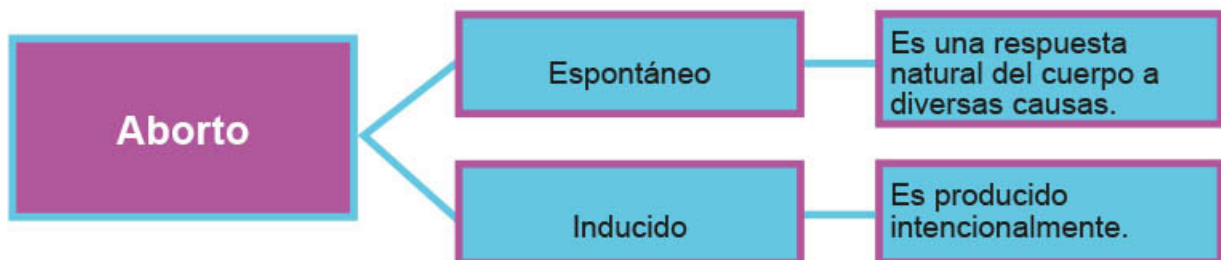 Aborto
Espontáneo
Es una respuesta
natural del cuerpo a
diversas causas.
Inducido
Es producido
intencionalmente.